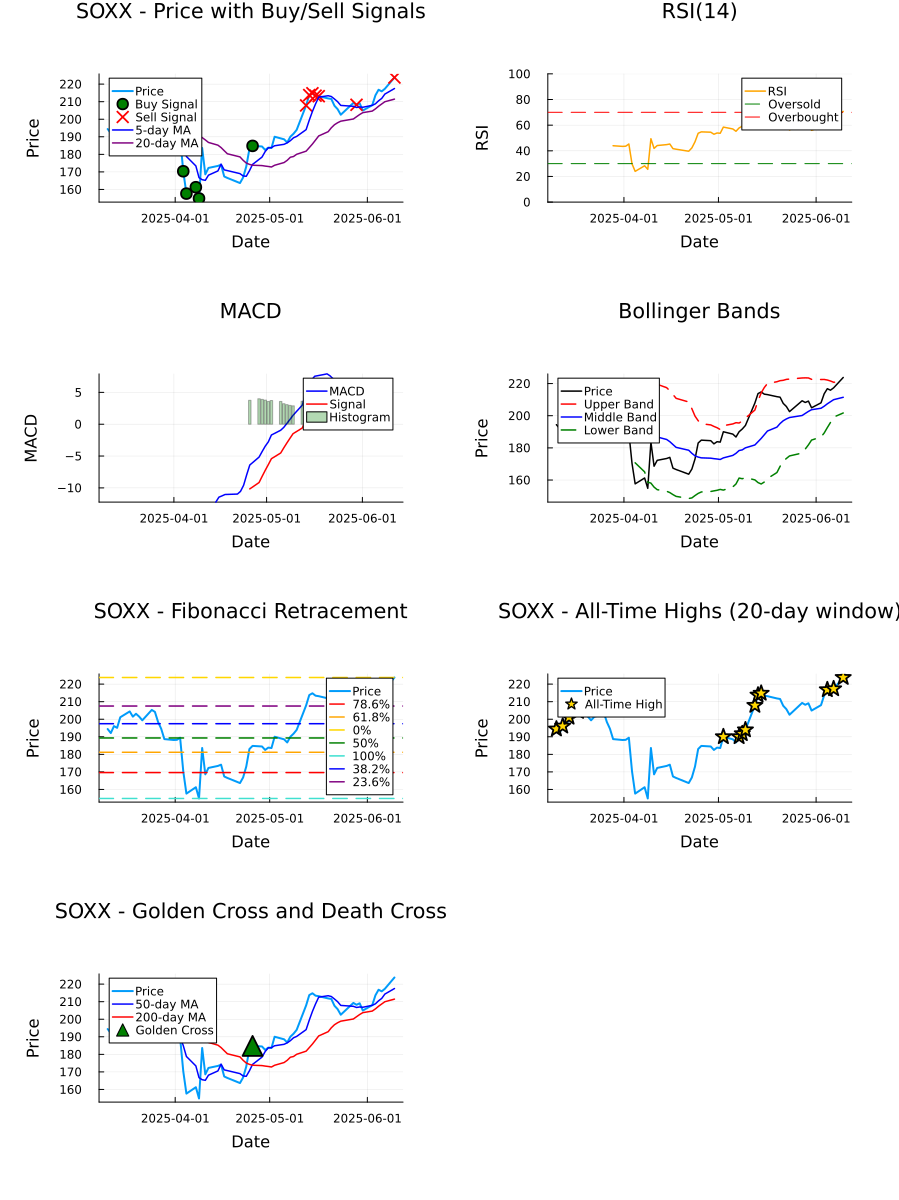 SOXX - Price with Buy/Sell Signals
Price
220
210
200
190
180
170
160
Price
Buy Signal
Sell Signal
5-day MA
20-day MA
2025-04-01 2025-05-01 2025-06-01
Date
RSI(14)
RSI
100
80
60
40
20
0
RSI
Oversold
Overbought
2025-04-01 2025-05-01 2025-06-01
Date
MACD
MACD
5
0
−5
−10
MACD
Signal
Histogram
2025-04-01 2025-05-01 2025-06-01
Date
Bollinger Bands
Price
220
200
180
160
Price
Upper Band
Middle Band
Lower Band
2025-04-01 2025-05-01 2025-06-01
Date
SOXX - Fibonacci Retracement
Price
220
210
200
190
180
170
160
Price
78.6%
61.8%
0%
50%
100%
38.2%
23.6%
2025-04-01 2025-05-01 2025-06-01
Date
SOXX - All-Time Highs (20-day window)
Price
220
210
200
190
180
170
160
Price
All-Time High
2025-04-01 2025-05-01 2025-06-01
Date
SOXX - Golden Cross and Death Cross
Price
220
210
200
190
180
170
160
Price
50-day MA
200-day MA
Golden Cross
2025-04-01 2025-05-01 2025-06-01
Date